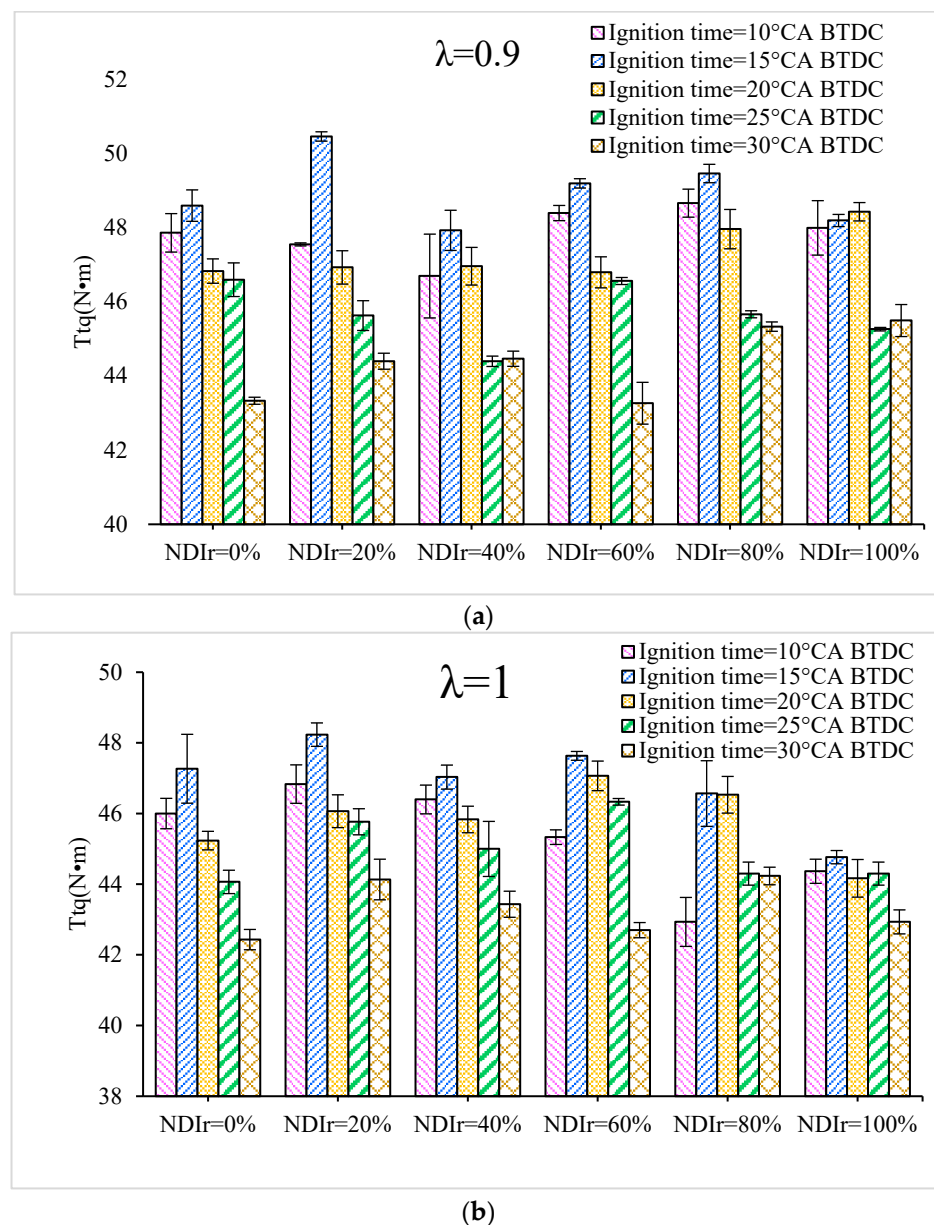 (a)
λ=0.9
Ignition time=10°CA BTDC
Ignition time=15°CA BTDC
Ignition time=20°CA BTDC
Ignition time=25°CA BTDC
Ignition time=30°CA BTDC
Ttq(N•m)
52
50
48
46
44
42
40
NDIr=0% NDIr=20% NDIr=40% NDIr=60% NDIr=80% NDIr=100%
(a)
λ=1
Ignition time=10°CA BTDC
Ignition time=15°CA BTDC
Ignition time=20°CA BTDC
Ignition time=25°CA BTDC
Ignition time=30°CA BTDC
Ttq(N•m)
50
48
46
44
42
40
38
NDIr=0% NDIr=20% NDIr=40% NDIr=60% NDIr=80% NDIr=100%
(b)